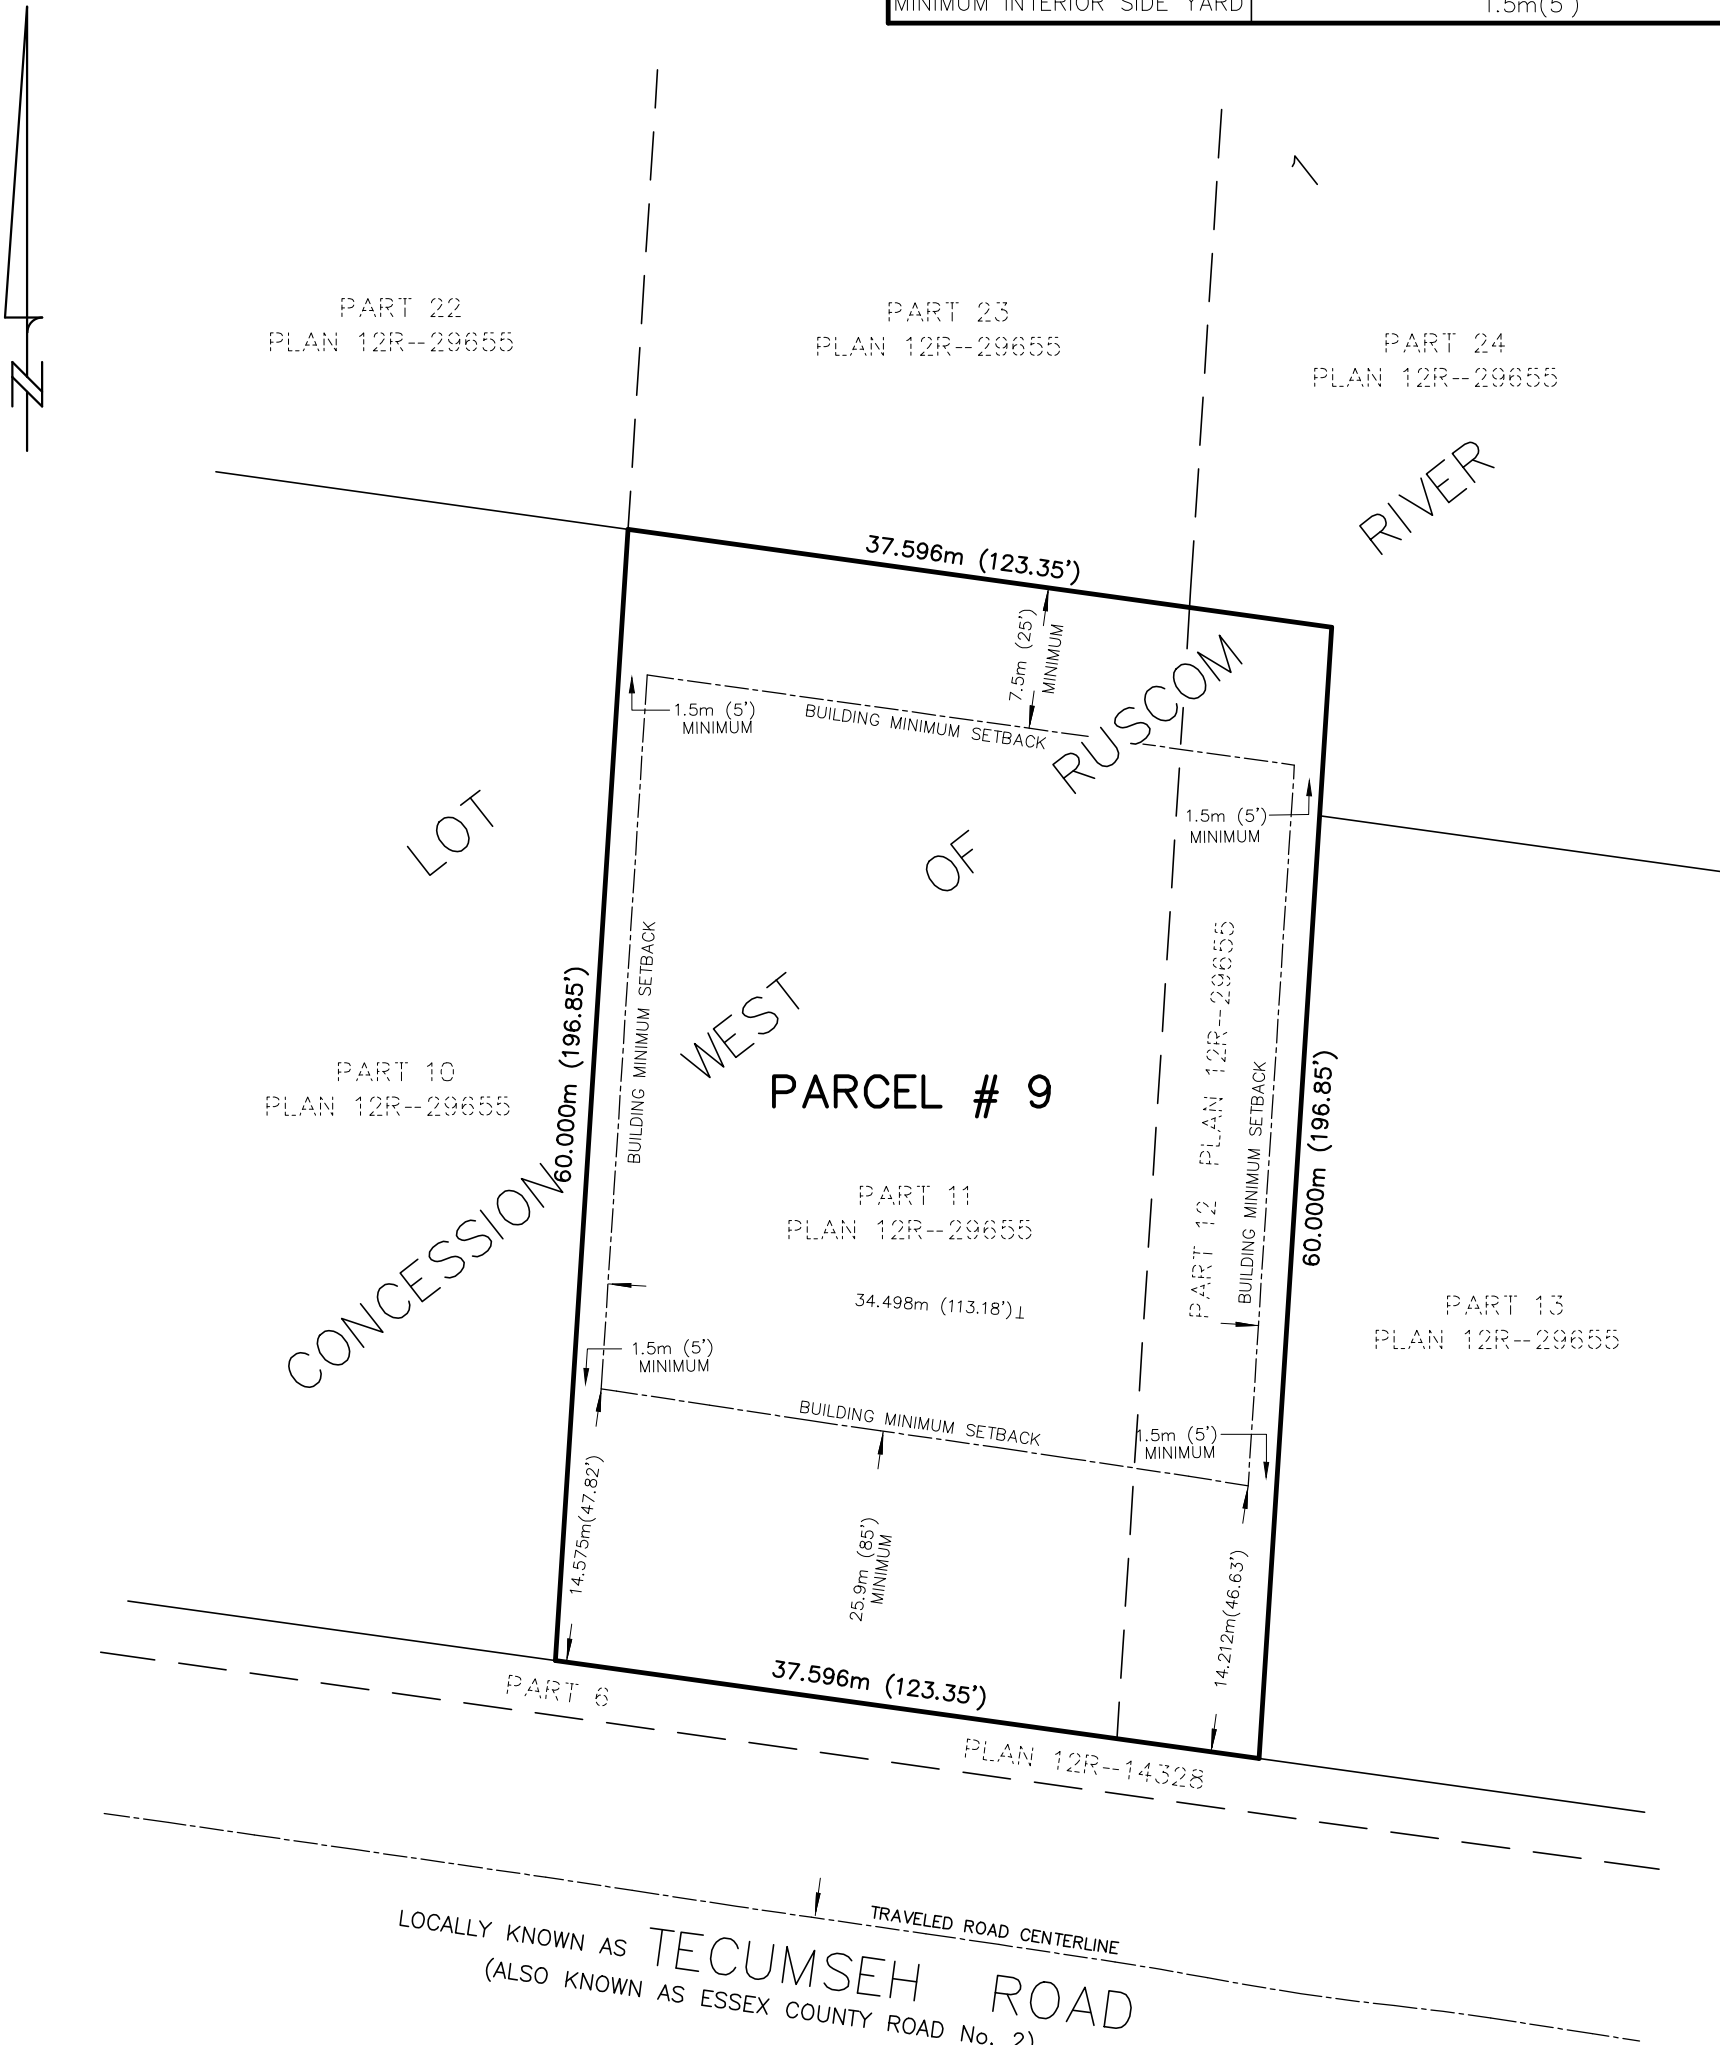 MINIMUM INTERIOR SIDE YARD 1.5m(5')
1
N
PART 22
PLAN 12R-29655
PART 23
PLAN 12R-29655
PART 24
PLAN 12R-29655
RIVER
37.596m (123.35')
7.5m (25')
MINIMUM
RUSCOM
1.5m (5')
MINIMUM
BUILDING MINIMUM SETBACK
LOT
OF
1.5m (5')
MINIMUM
BUILDING MINIMUM SETBACK
60.000m (196.85')
WEST
PARCEL # 9
PART 10
PLAN 12R-29655
PART 12 PLAN 12R-29655
BUILDING MINIMUM SETBACK
60.000m (196.85')
CONCESSION
PART 11
PLAN 12R-29655
34.498m (113.18')⊥
PART 13
PLAN 12R-29655
1.5m (5')
MINIMUM
BUILDING MINIMUM SETBACK
1.5m (5')
MINIMUM
14.575m(47.82')
25.9m (85')
MINIMUM
14.212m(46.63')
37.596m (123.35')
PART 6
PLAN 12R-14328
TRAVELED ROAD CENTERLINE
LOCALLY KNOWN AS TECUMSEH ROAD
(ALSO KNOWN AS ESSEX COUNTY ROAD No. 2)